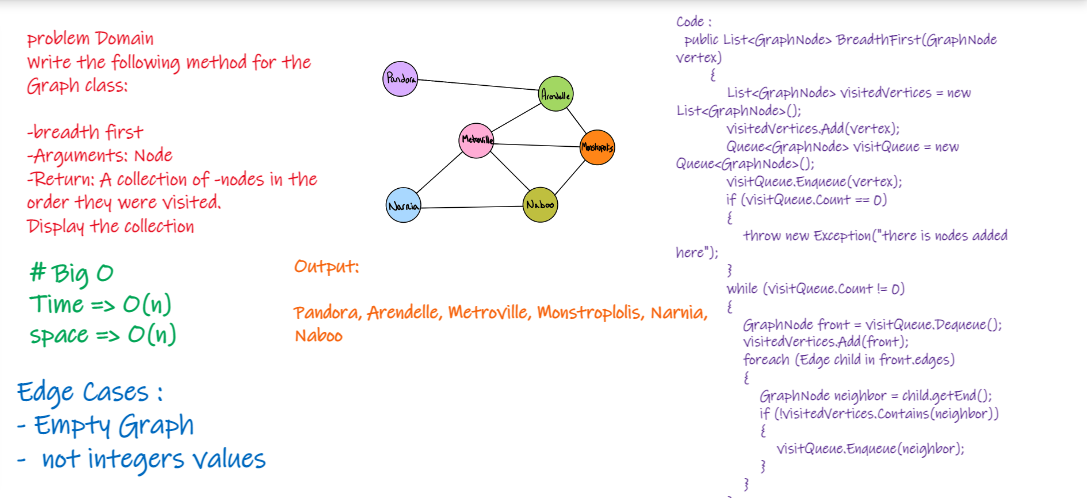 problem Domain
Write the following method for the
Graph class:
-breadth first
-Arguments: Node
-Return: A collection of -nodes in the
order they were visited.
Display the collection
# Big O
Time => O(n)
space => O(n)
Edge Cases :
- Empty Graph
- not integers values
Pandora
Arendelle
Metroville
Monstropolis
Narnia
Naboo
Output:
Pandora, Arendelle, Metroville, Monstroplolis, Narnia,
Naboo
Code :
public List<GraphNode> BreadthFirst(GraphNode
vertex)
{
List<GraphNode> visitedVertices = new
List<GraphNode>();
visitedVertices.Add(vertex);
Queue<GraphNode> visitQueue = new
Queue<GraphNode>();
visitQueue.Enqueue(vertex);
if (visitQueue.Count == 0)
{
throw new Exception("there is nodes added
here");
}
while (visitQueue.Count != 0)
{
GraphNode front = visitQueue.Dequeue();
visitedVertices.Add(front);
foreach (Edge child in front.edges)
{
GraphNode neighbor = child.getEnd();
if (!visitedVertices.Contains(neighbor))
{
visitQueue.Enqueue(neighbor);
}
}